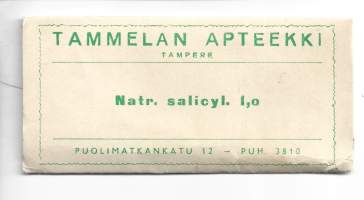 TAMMELAN APTEEKKI
TAMPERE
Natr. salicyl. 1,0
PUOLIMATKANKATU 12 — PUH. 3810